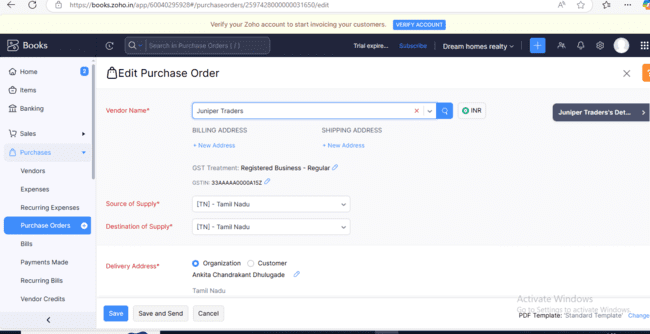 https://books.zoho.in/app/60040295928#/purchaseorders/2597428000000031650/edit
Verify your Zoho account to start invoicing your customers. VERIFY ACCOUNT
Books
Search in Purchase Orders ( / )
Trial expire... Subscribe Dream homes realty
Home 2
Items
Banking
Sales
Purchases
Vendors
Expenses
Recurring Expenses
Purchase Orders
Bills
Payments Made
Recurring Bills
Vendor Credits
Edit Purchase Order
Vendor Name* Juniper Traders INR
Juniper Traders's Det...
BILLING ADDRESS SHIPPING ADDRESS
+ New Address + New Address
GST Treatment: Registered Business - Regular
GSTIN: 33AAAAA0000A15Z
Source of Supply* [TN] - Tamil Nadu
Destination of Supply* [TN] - Tamil Nadu
Delivery Address* Organization Customer
Ankita Chandrakant Dhulugade
Tamil Nadu
Save Save and Send Cancel
Activate Windows
Go to Settings to activate Windows.
PDF Template: 'Standard Template' Change